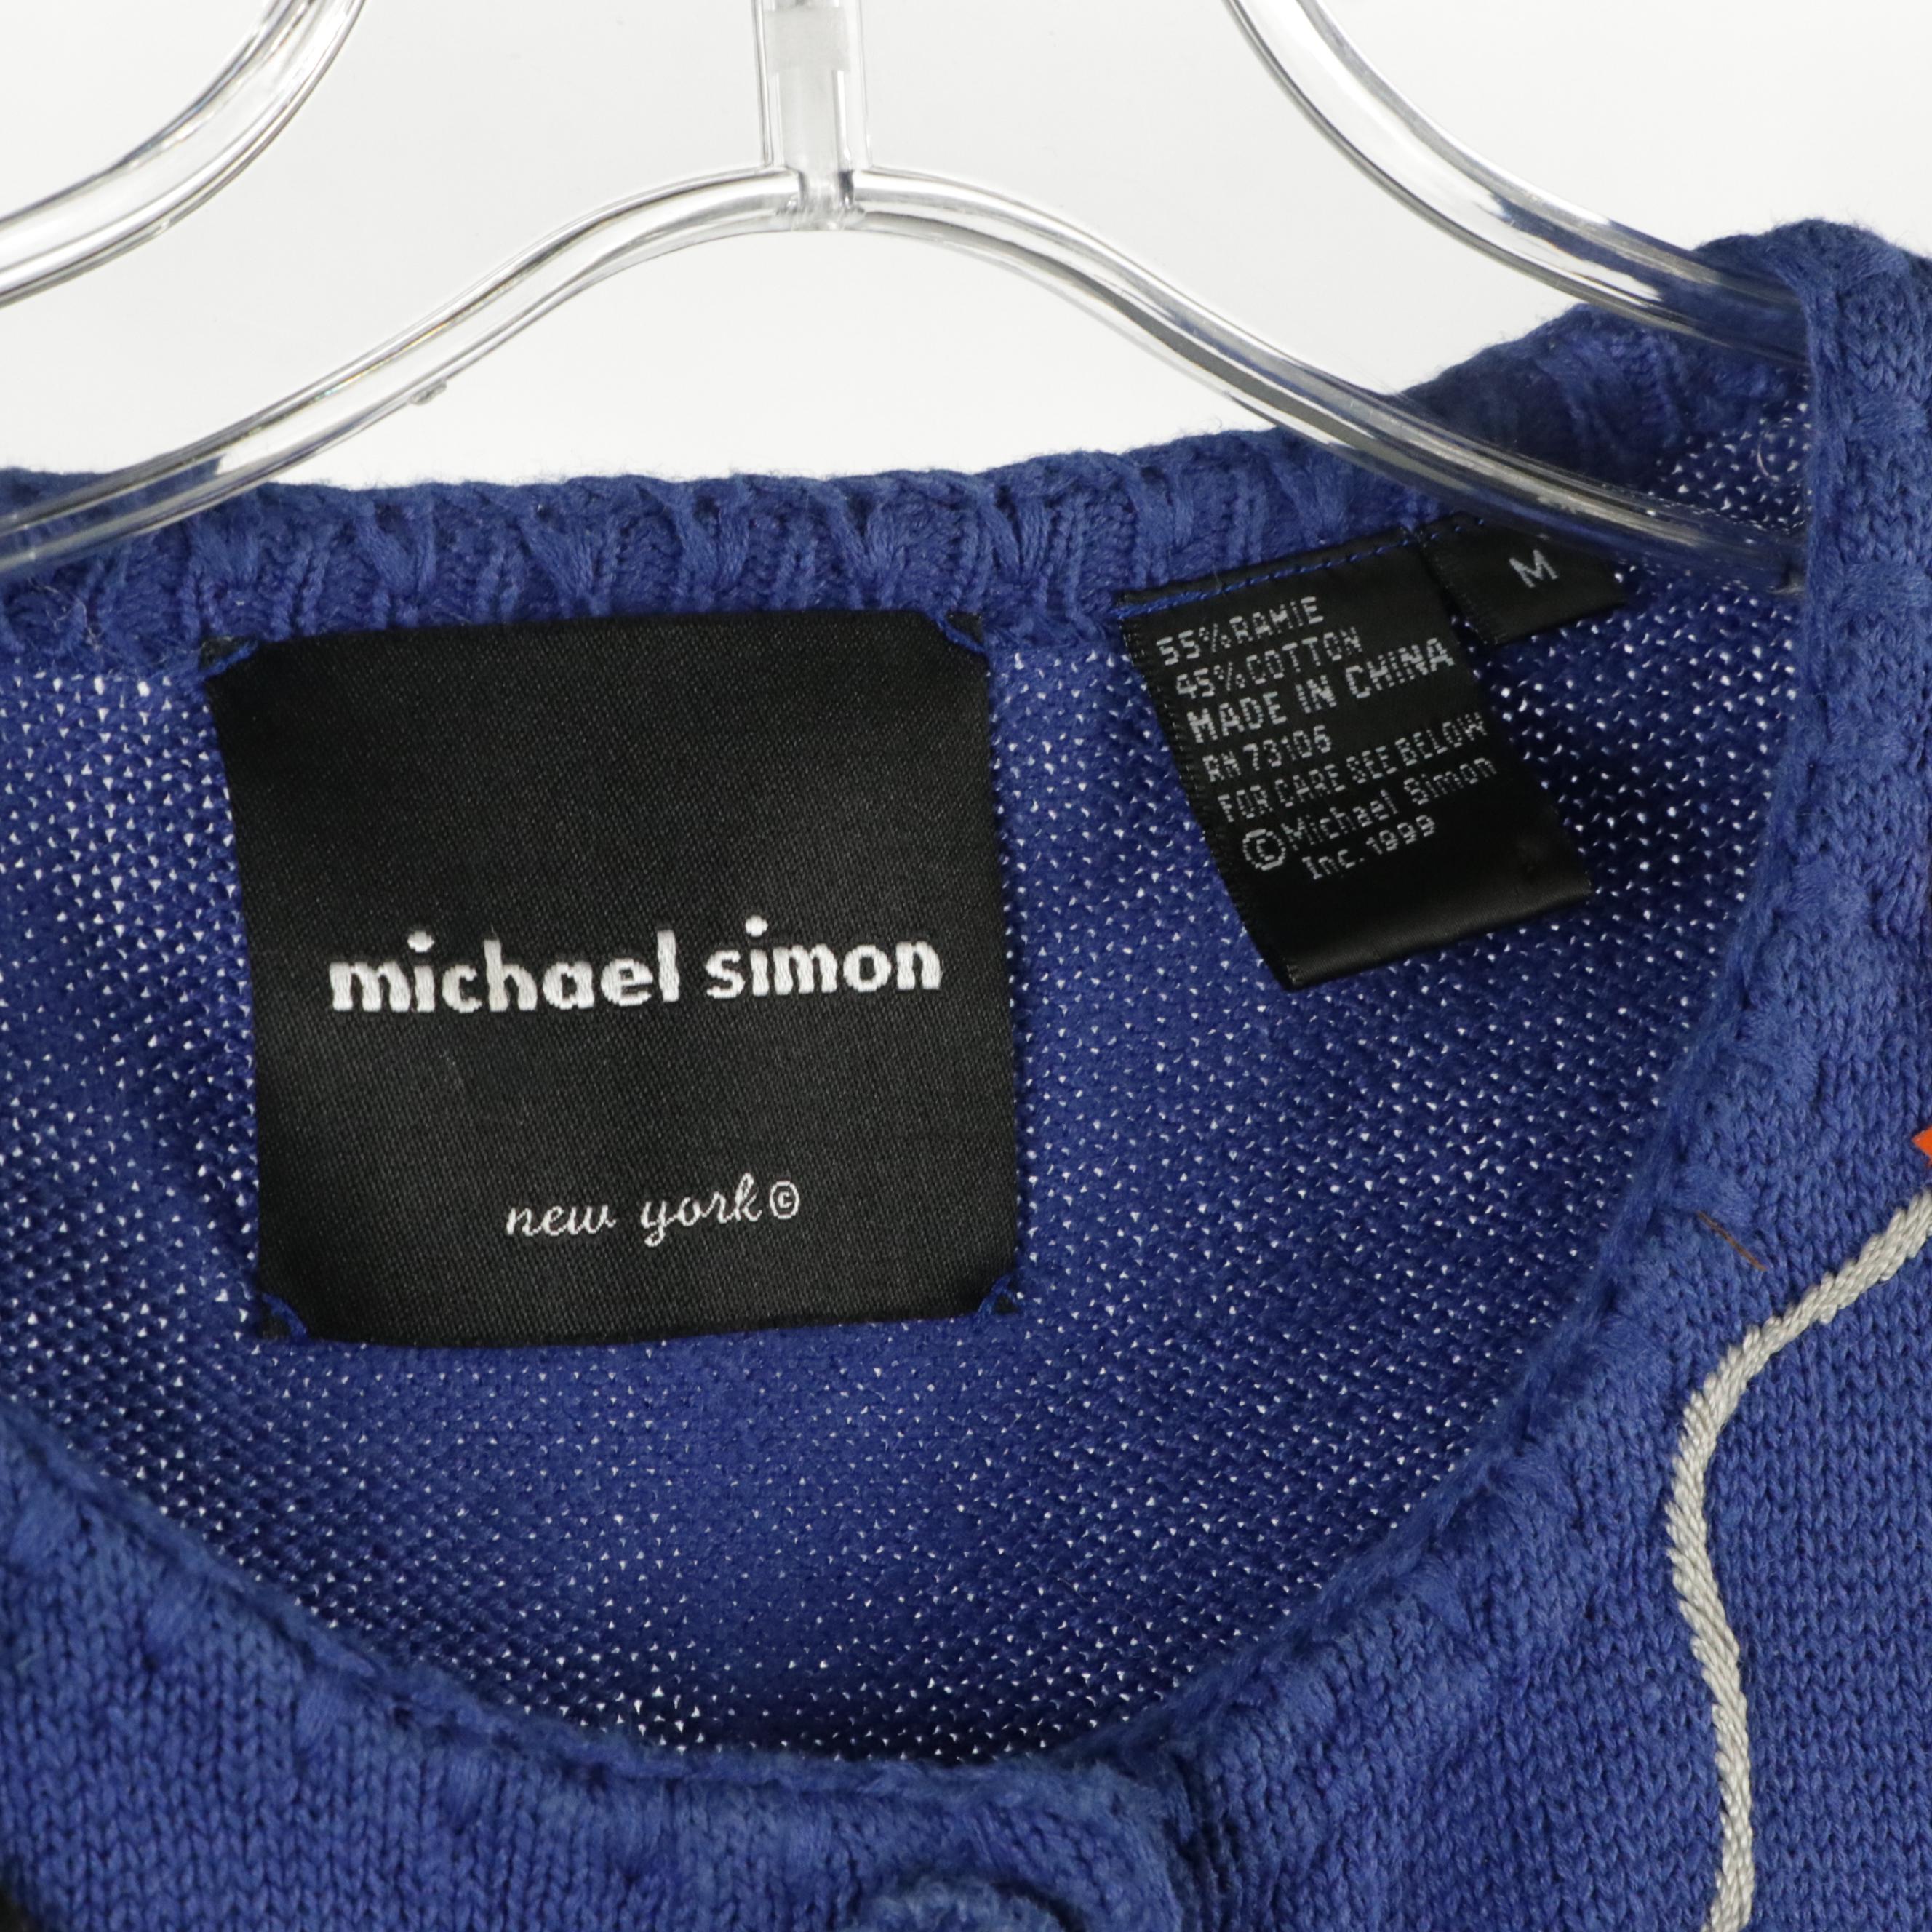 michael simon
new york©
55%RAMIE
45%COTTON
MADE IN CHINA
RN 73106
FOR CARE SEE BELOW
©Michael Simon
Inc. 1999
M